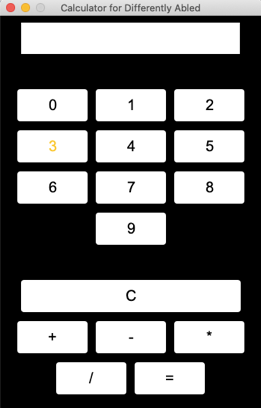 Calculator for Differently Abled
0 1 2
3 4 5
6 7 8
9
C
+ - *
/ =